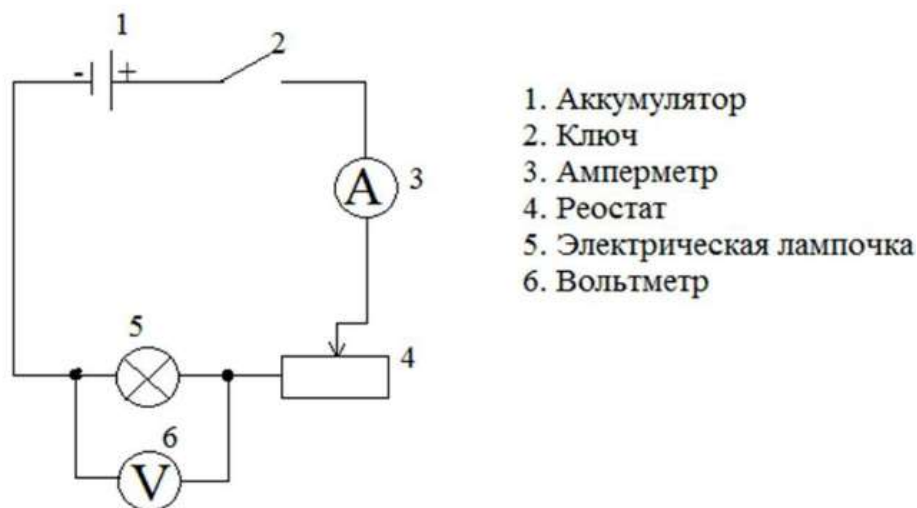 1
2
- +
1. Аккумулятор
2. Ключ
3. Амперметр
4. Реостат
5. Электрическая лампочка
6. Вольтметр
A 3
5
4
6
V